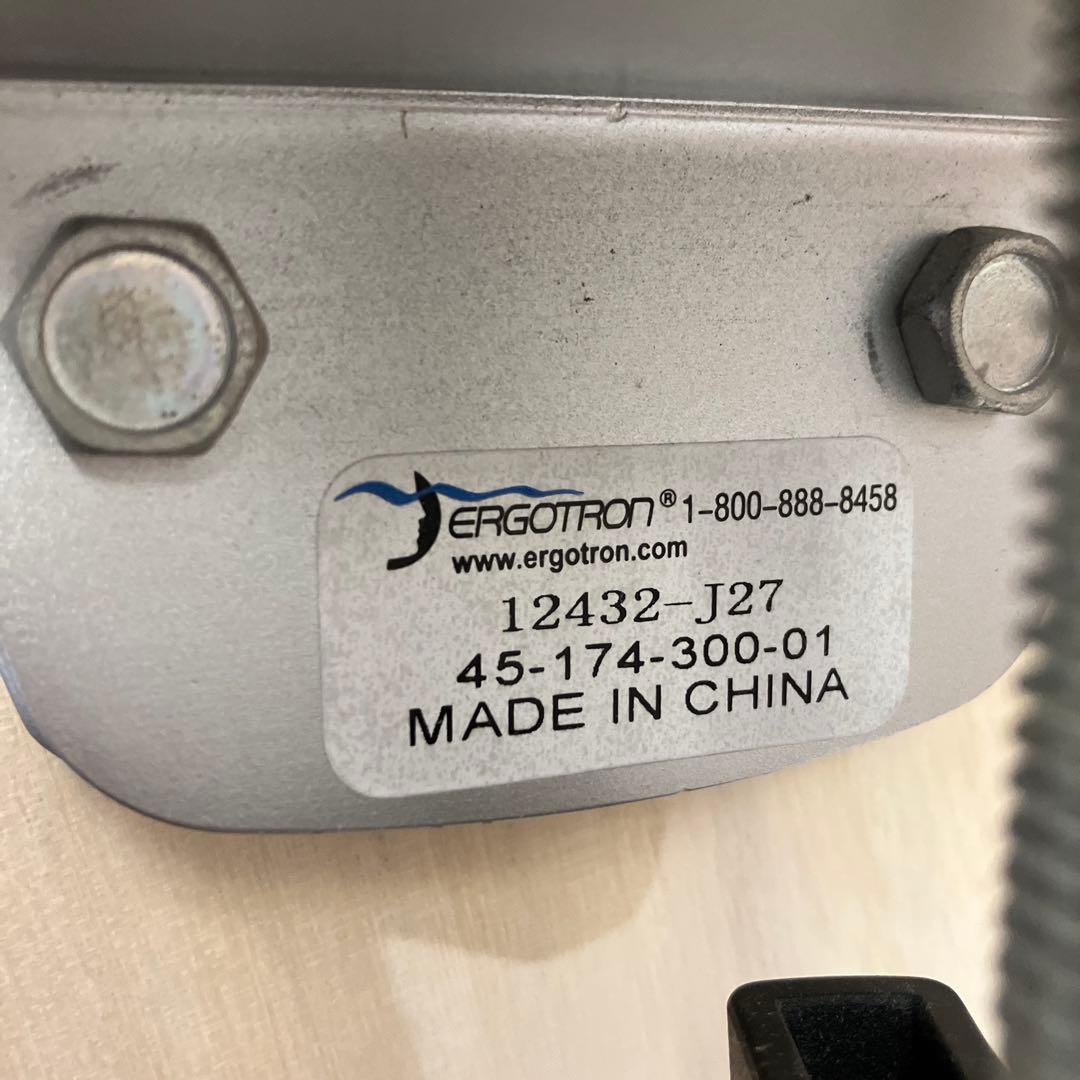 ERGOTRON® 1-800-888-8458
www.ergotron.com
12432-J27
45-174-300-01
MADE IN CHINA